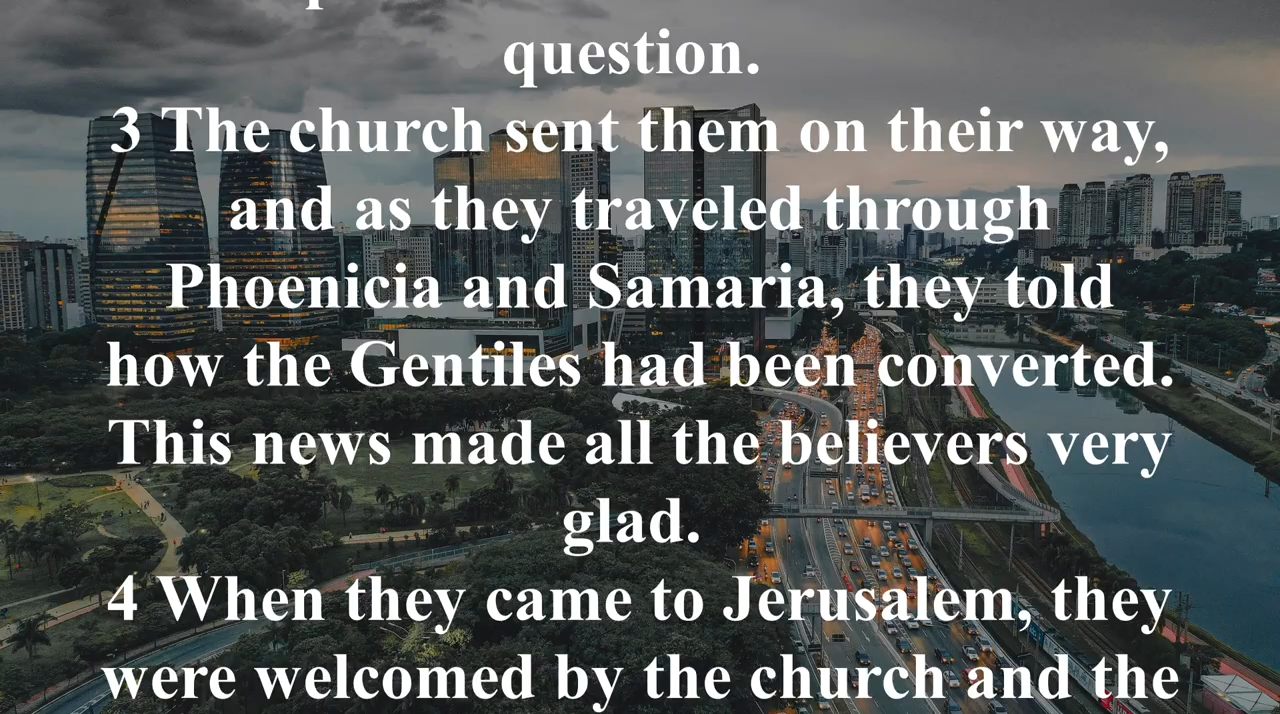 question.
3 The church sent them on their way,
and as they traveled through
Phoenicia and Samaria, they told
how the Gentiles had been converted.
This news made all the believers very
glad.
4 When they came to Jerusalem, they
were welcomed by the church and the